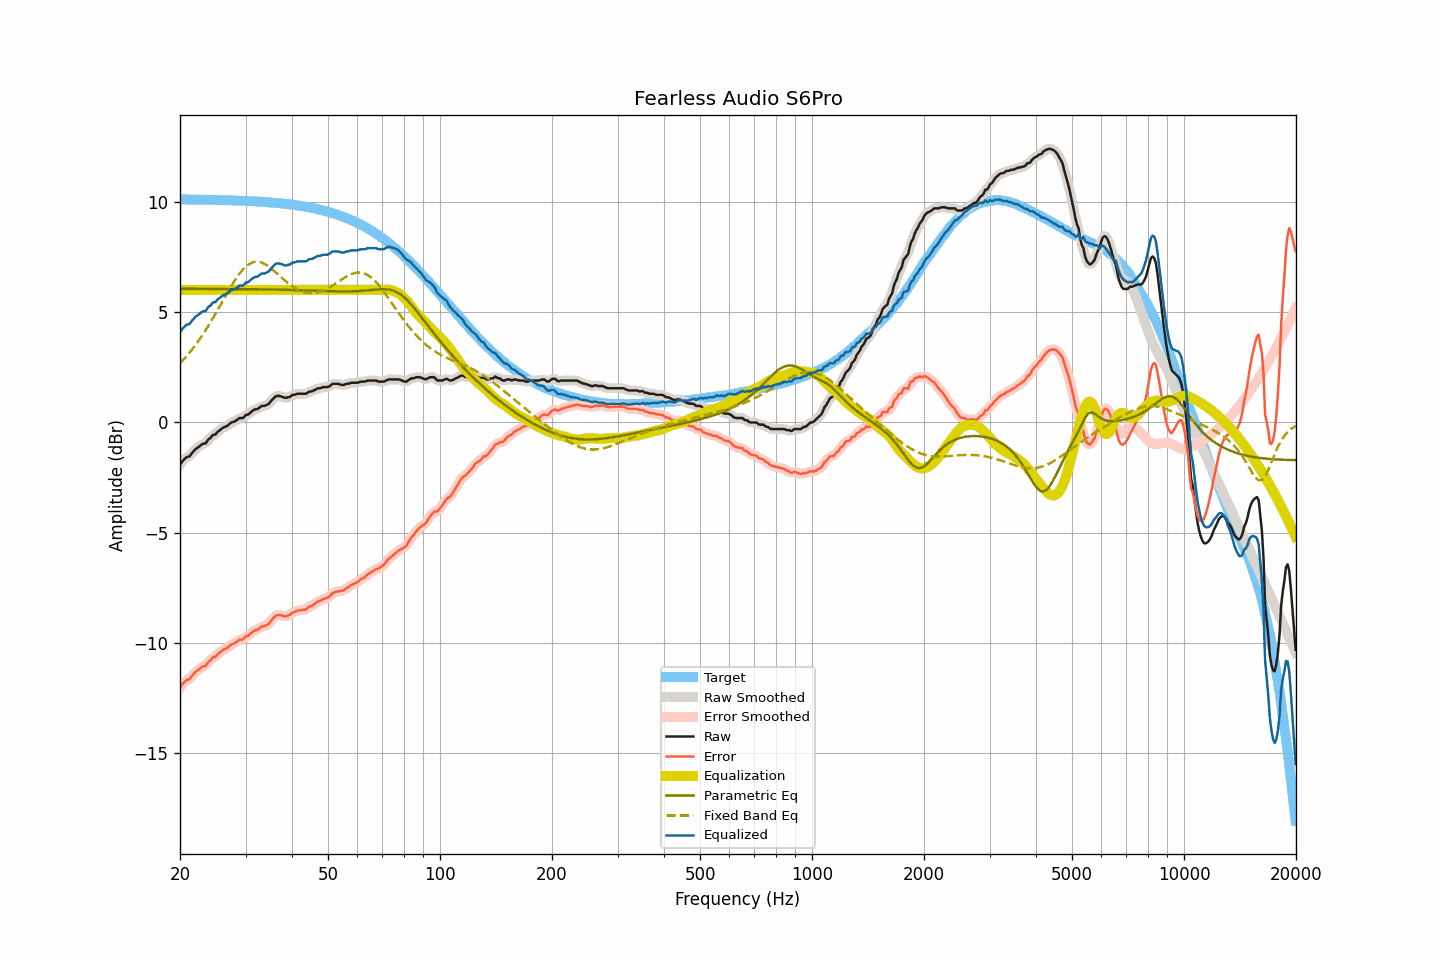 Fearless Audio S6Pro
10
5
0
−5
−10
−15
Amplitude (dBr)
Target
Raw Smoothed
Error Smoothed
Raw
Error
Equalization
Parametric Eq
Fixed Band Eq
Equalized
20 50 100 200 500 1000 2000 5000 10000 20000
Frequency (Hz)